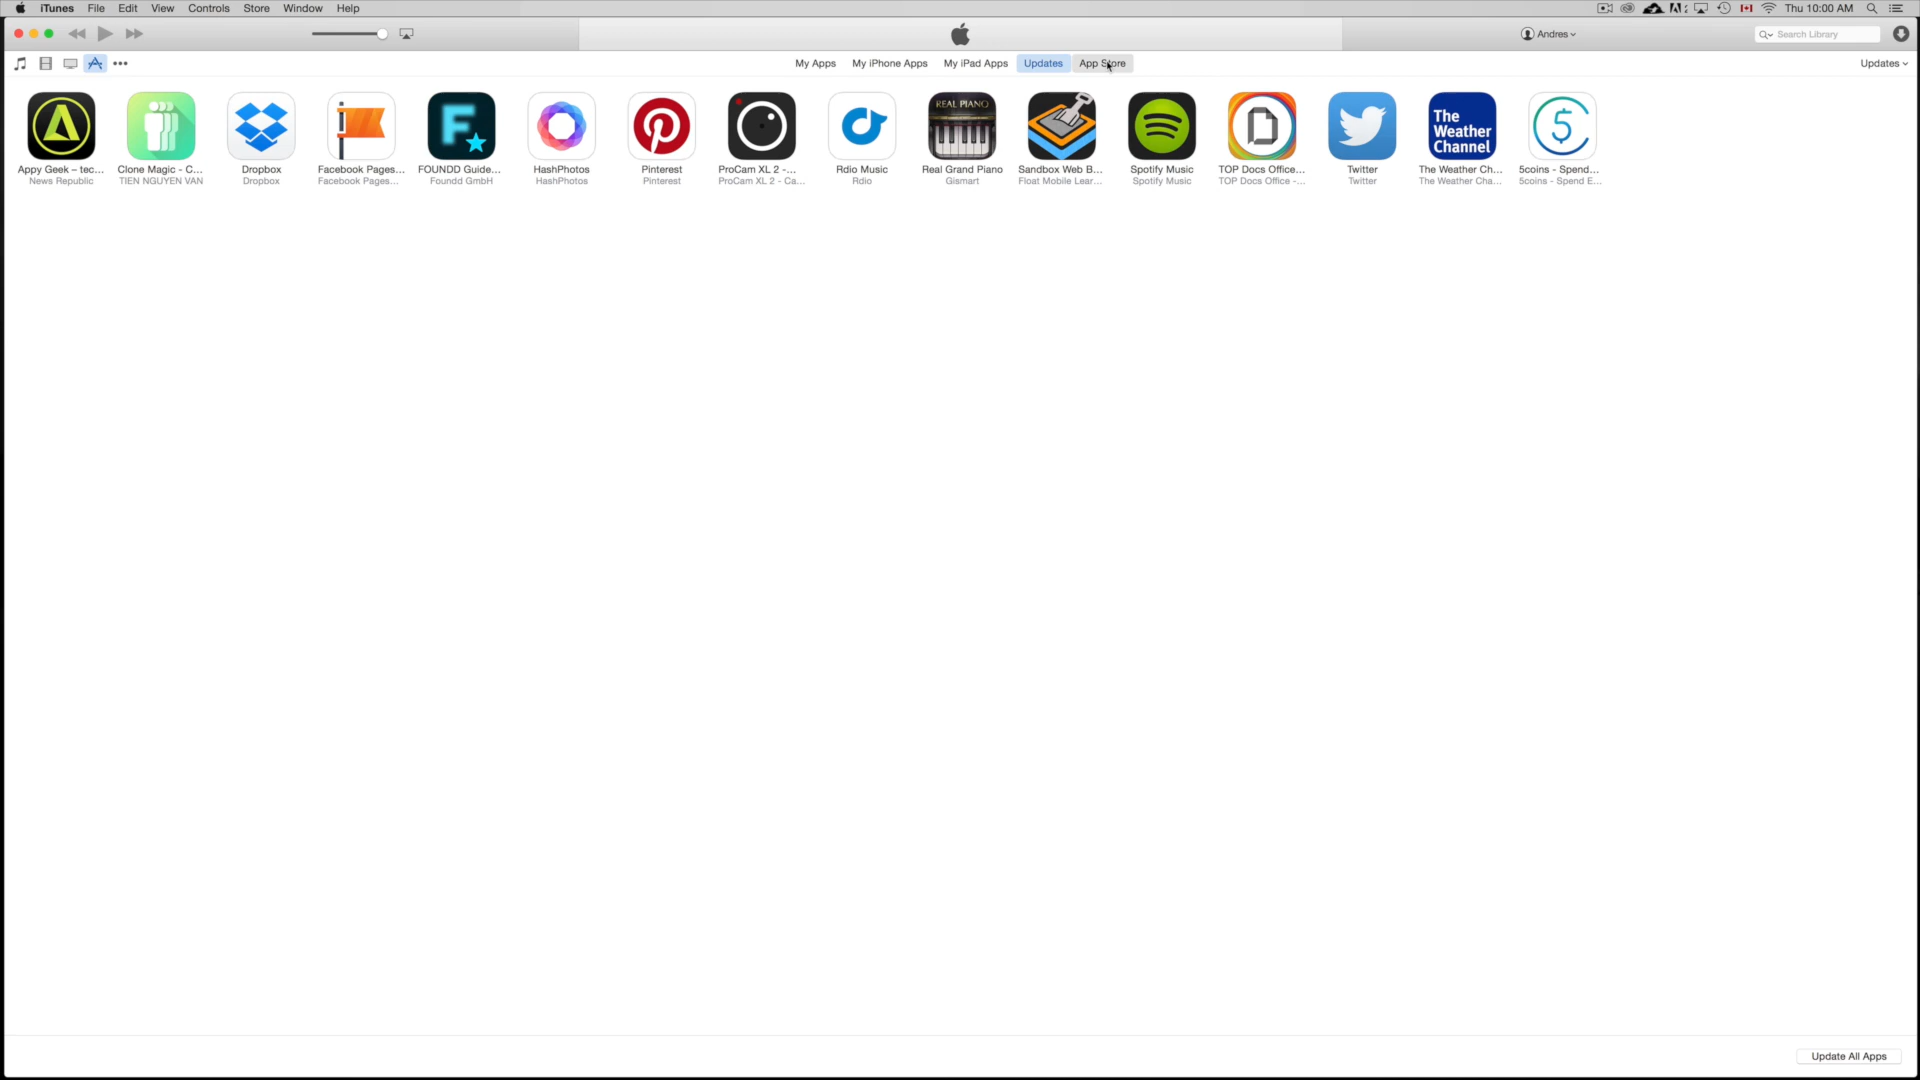 iTunes File Edit View Controls Store Window Help Thu 10:00 AM
Andres Search Library
My Apps My iPhone Apps My iPad Apps Updates App Store Updates
REAL PIANO
F
5
The
Weather
Channel
Appy Geek – tec... Clone Magic - C... Dropbox Facebook Pages... FOUNDD Guide... HashPhotos Pinterest ProCam XL 2 -... Rdio Music Real Grand Piano Sandbox Web B... Spotify Music TOP Docs Office... Twitter The Weather Ch... 5coins - Spend...
News Republic TIEN NGUYEN VAN Dropbox Facebook Pages... Foundd GmbH HashPhotos Pinterest ProCam XL 2 - Ca... Rdio Gismart Float Mobile Lear... Spotify Music TOP Docs Office -... Twitter The Weather Cha... 5coins - Spend E...
Update All Apps